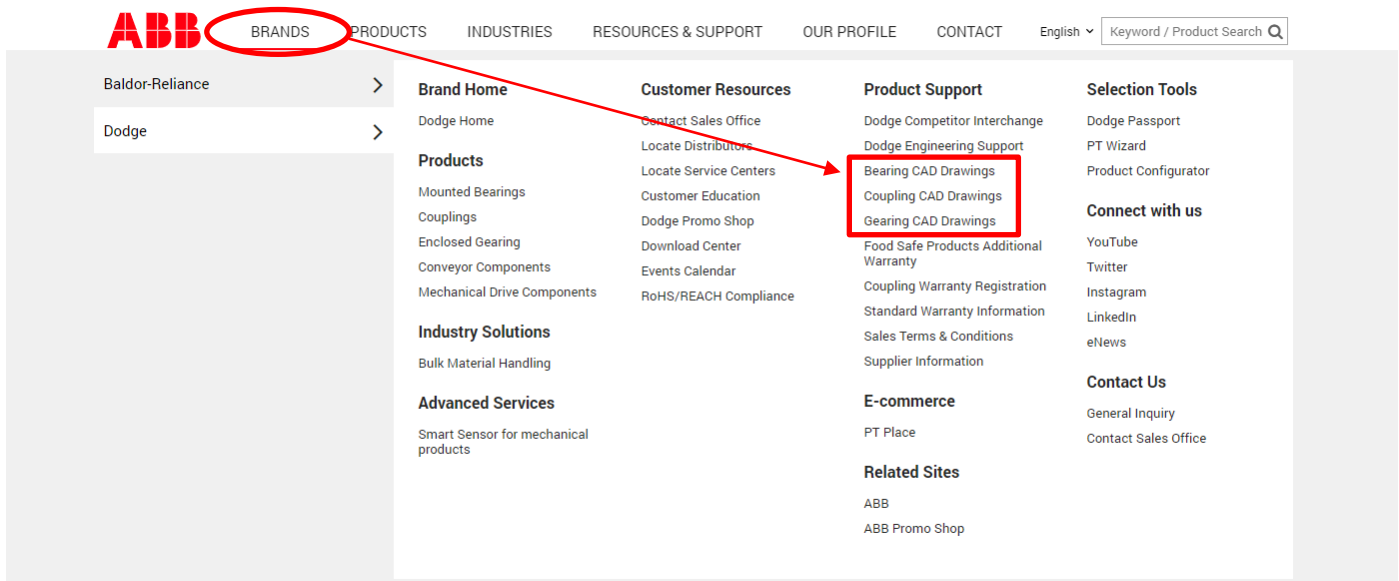 ABB
BRANDS
PRODUCTS
INDUSTRIES
RESOURCES & SUPPORT
OUR PROFILE
CONTACT
English
Keyword / Product Search
Baldor-Reliance
Dodge
Brand Home
Dodge Home
Products
Mounted Bearings
Couplings
Enclosed Gearing
Conveyor Components
Mechanical Drive Components
Industry Solutions
Bulk Material Handling
Advanced Services
Smart Sensor for mechanical
products
Customer Resources
Contact Sales Office
Locate Distributors
Locate Service Centers
Customer Education
Dodge Promo Shop
Download Center
Events Calendar
RoHS/REACH Compliance
Product Support
Dodge Competitor Interchange
Dodge Engineering Support
Bearing CAD Drawings
Coupling CAD Drawings
Gearing CAD Drawings
Food Safe Products Additional
Warranty
Coupling Warranty Registration
Standard Warranty Information
Sales Terms & Conditions
Supplier Information
E-commerce
PT Place
Related Sites
ABB
ABB Promo Shop
Selection Tools
Dodge Passport
PT Wizard
Product Configurator
Connect with us
YouTube
Twitter
Instagram
LinkedIn
eNews
Contact Us
General Inquiry
Contact Sales Office